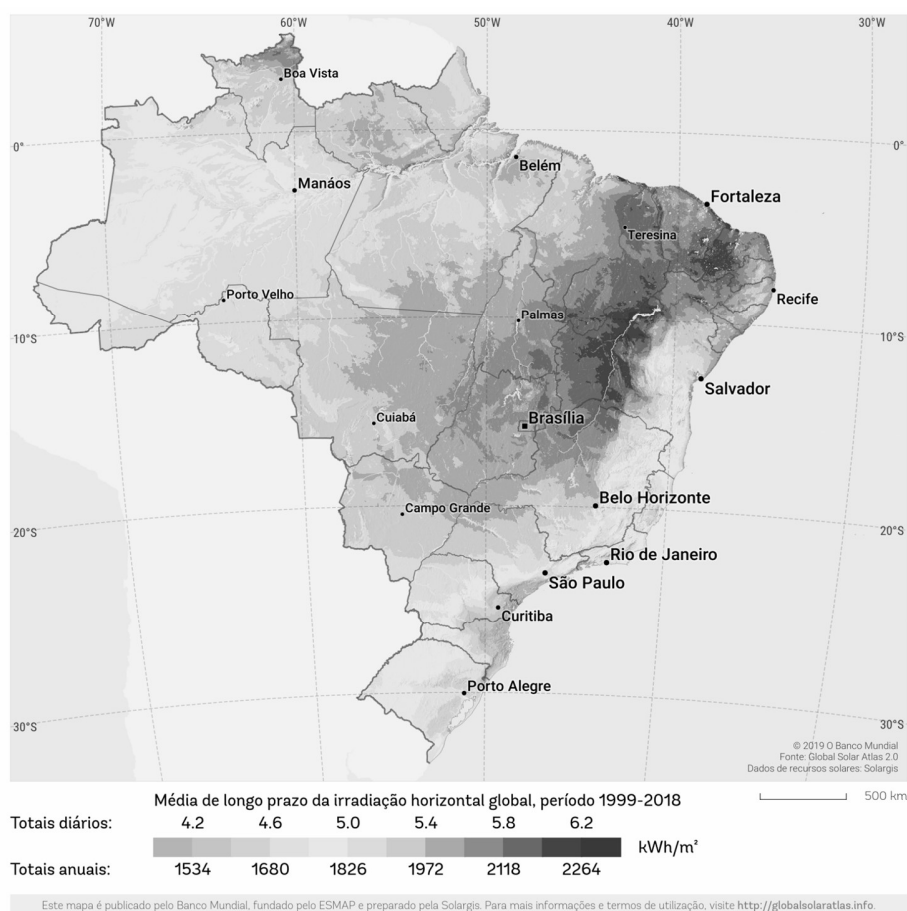 70°W 60°W 50°W 40°W 30°W
Boa Vista
0° 0°
Belém
Manáos
Fortaleza
Teresina
Porto Velho
Recife
Palmas
10°S 10°S
Salvador
Cuiabá
Brasília
Belo Horizonte
Campo Grande
20°S 20°S
Rio de Janeiro
São Paulo
Curitiba
Porto Alegre
30°S 30°S
© 2019 O Banco Mundial
Fonte: Global Solar Atlas 2.0
Dados de recursos solares: Solargis
Média de longo prazo da irradiação horizontal global, período 1999-2018
500 km
Totais diários: 4.2 4.6 5.0 5.4 5.8 6.2
kWh/m²
Totais anuais: 1534 1680 1826 1972 2118 2264
Este mapa é publicado pelo Banco Mundial, fundado pelo ESMAP e preparado pela Solargis. Para mais informações e termos de utilização, visite http://globalsolaratlas.info.